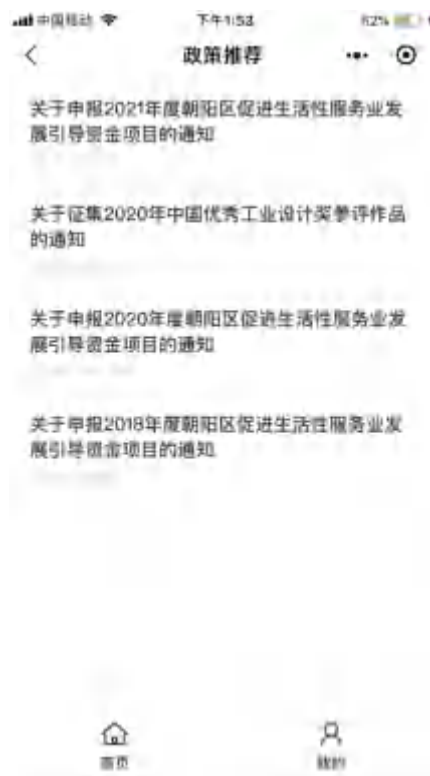 中国移动 下午1:53 62%
政策推荐
关于申报2021年度朝阳区促进生活性服务业发
展引导资金项目的通知
关于征集2020年中国优秀工业设计奖参评作品
的通知
关于申报2020年度朝阳区促进生活性服务业发
展引导资金项目的通知
关于申报2018年度朝阳区促进生活性服务业发
展引导资金项目的通知
首页 我的